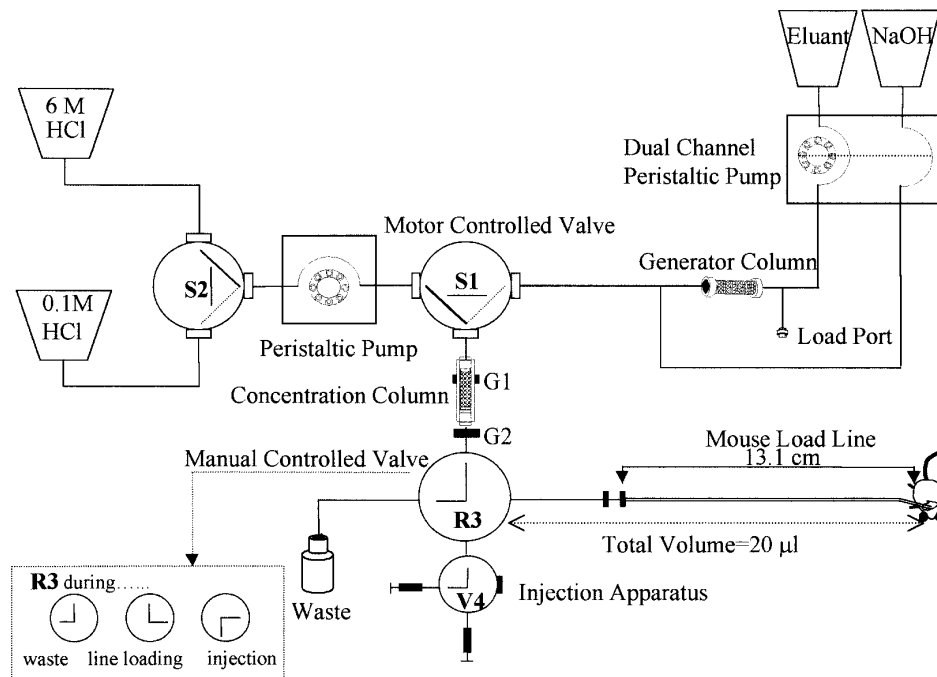 Eluant
NaOH
6 M
HCl
Dual Channel
Peristaltic Pump
Motor Controlled Valve
Generator Column
S2
S1
0.1M
HCl
Load Port
Peristaltic Pump
Concentration Column
G1
G2
Mouse Load Line
13.1 cm
Manual Controlled Valve
R3
Total Volume=20 µl
R3 during......
Waste
V4
Injection Apparatus
waste line loading injection